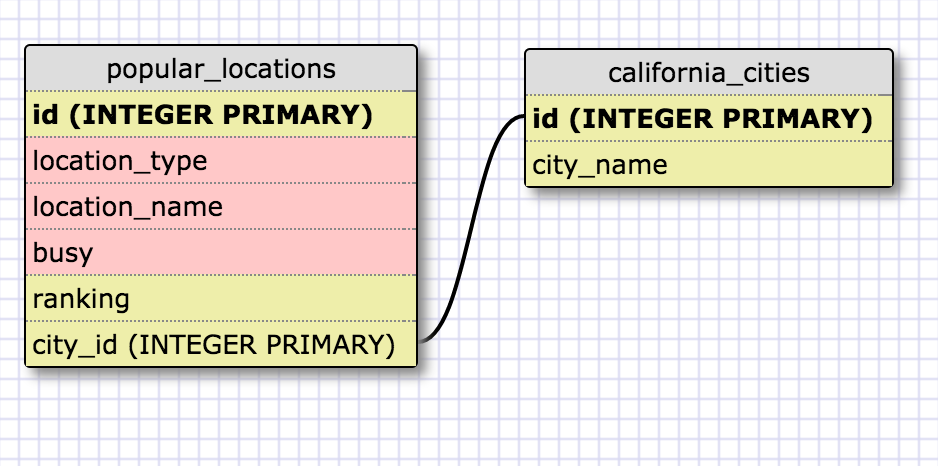 popular_locations
id (INTEGER PRIMARY)
location_type
location_name
busy
ranking
city_id (INTEGER PRIMARY)
california_cities
id (INTEGER PRIMARY)
city_name